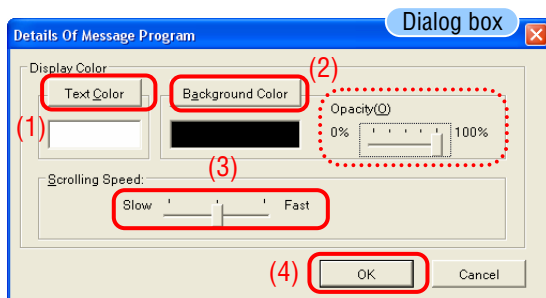 Dialog box
Details Of Message Program
Display Color
(2)
Text Color
Background Color
Opacity(O)
(1)
0% 100%
(3)
Scrolling Speed:
Slow Fast
(4)
OK
Cancel